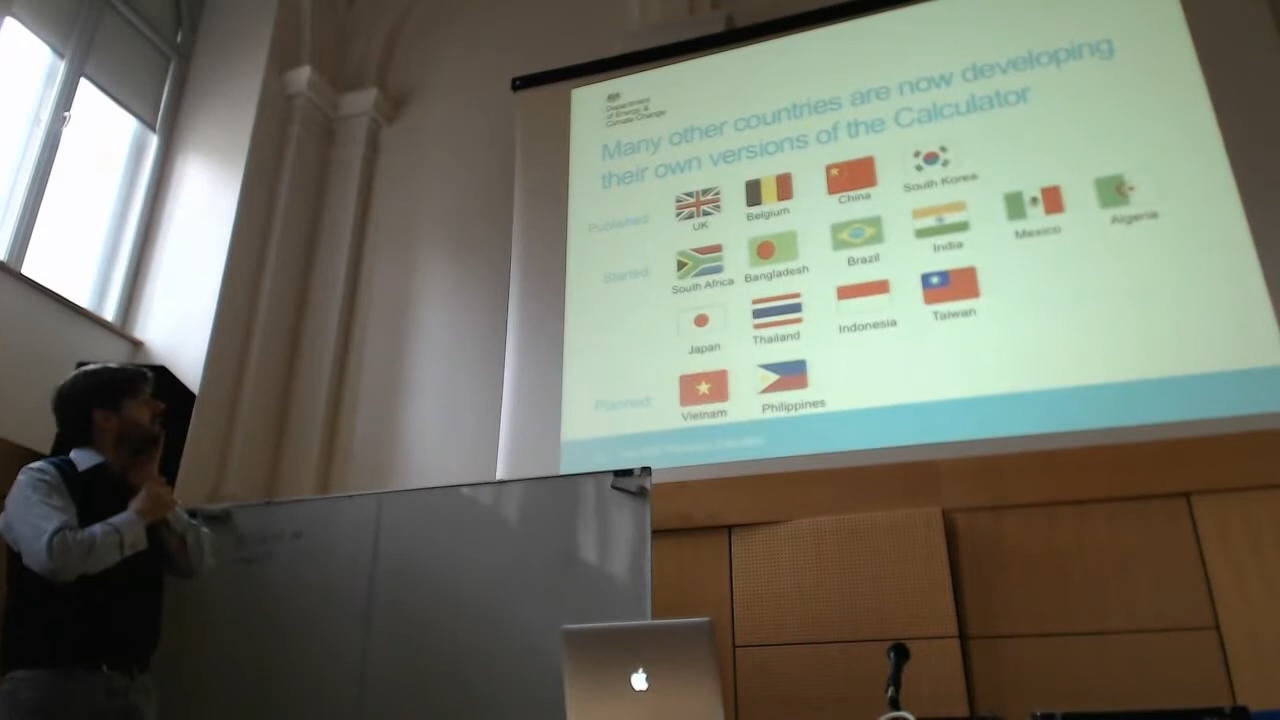 Department
of Energy &
Climate Change
Many other countries are now developing
their own versions of the Calculator
Published:
UK
Belgium
China
South Korea
Started:
South Africa
Bangladesh
Brazil
India
Mexico
Algeria
Japan
Thailand
Indonesia
Taiwan
Planned:
Vietnam
Philippines